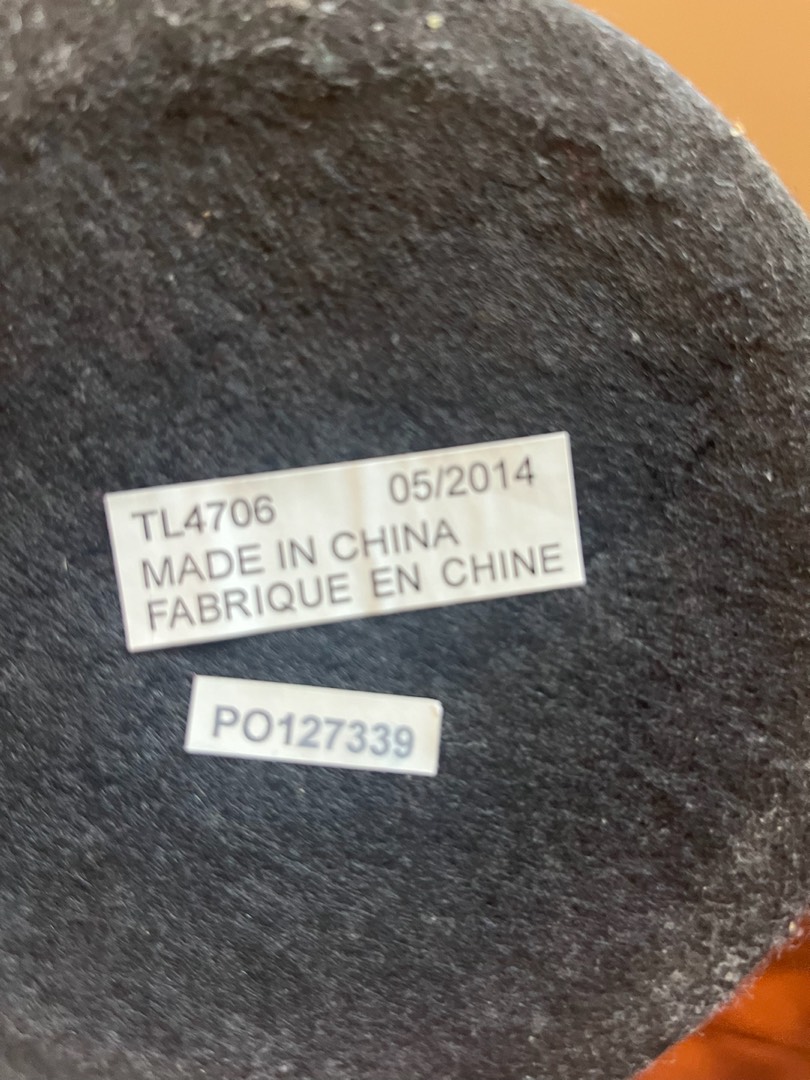 TL4706 05/2014
MADE IN CHINA
FABRIQUE EN CHINE
PO127339